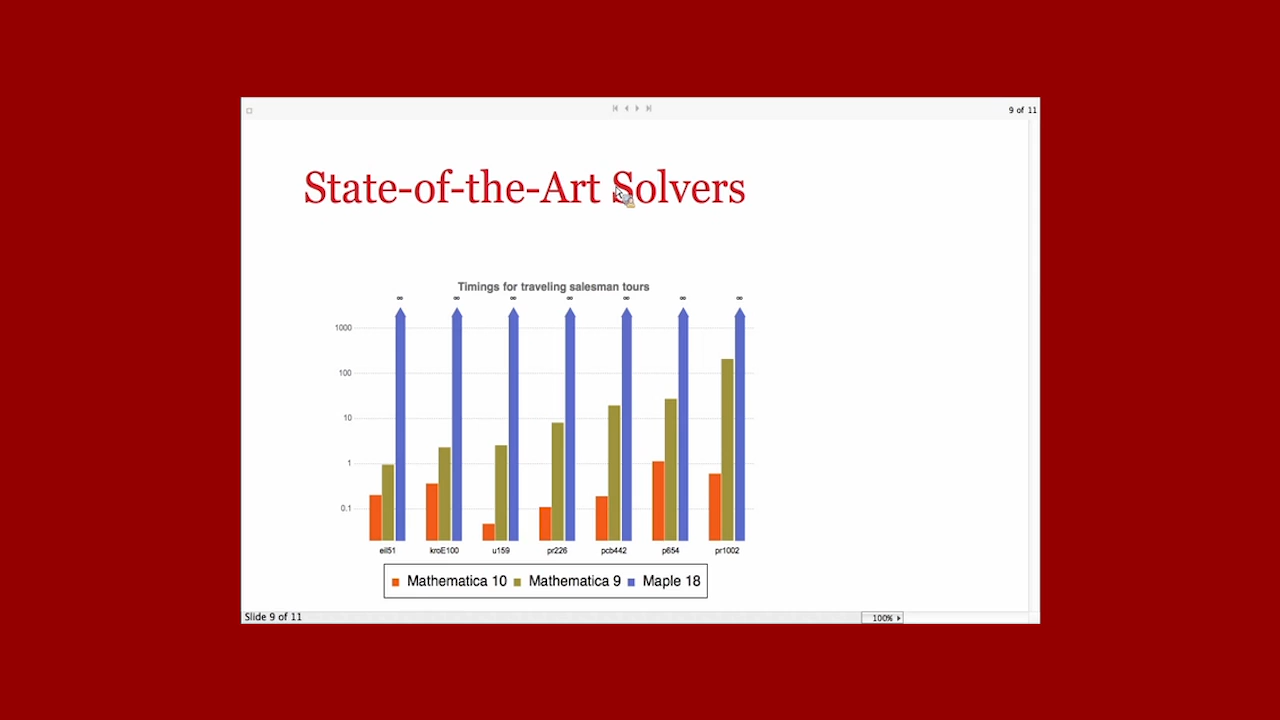 9 of 11
State-of-the-Art Solvers
Timings for traveling salesman tours
∞ ∞ ∞ ∞ ∞ ∞ ∞
1000
100
10
1
0.1
eil51 kroE100 u159 pr226 pcb442 p654 pr1002
Mathematica 10 Mathematica 9 Maple 18
Slide 9 of 11 100%